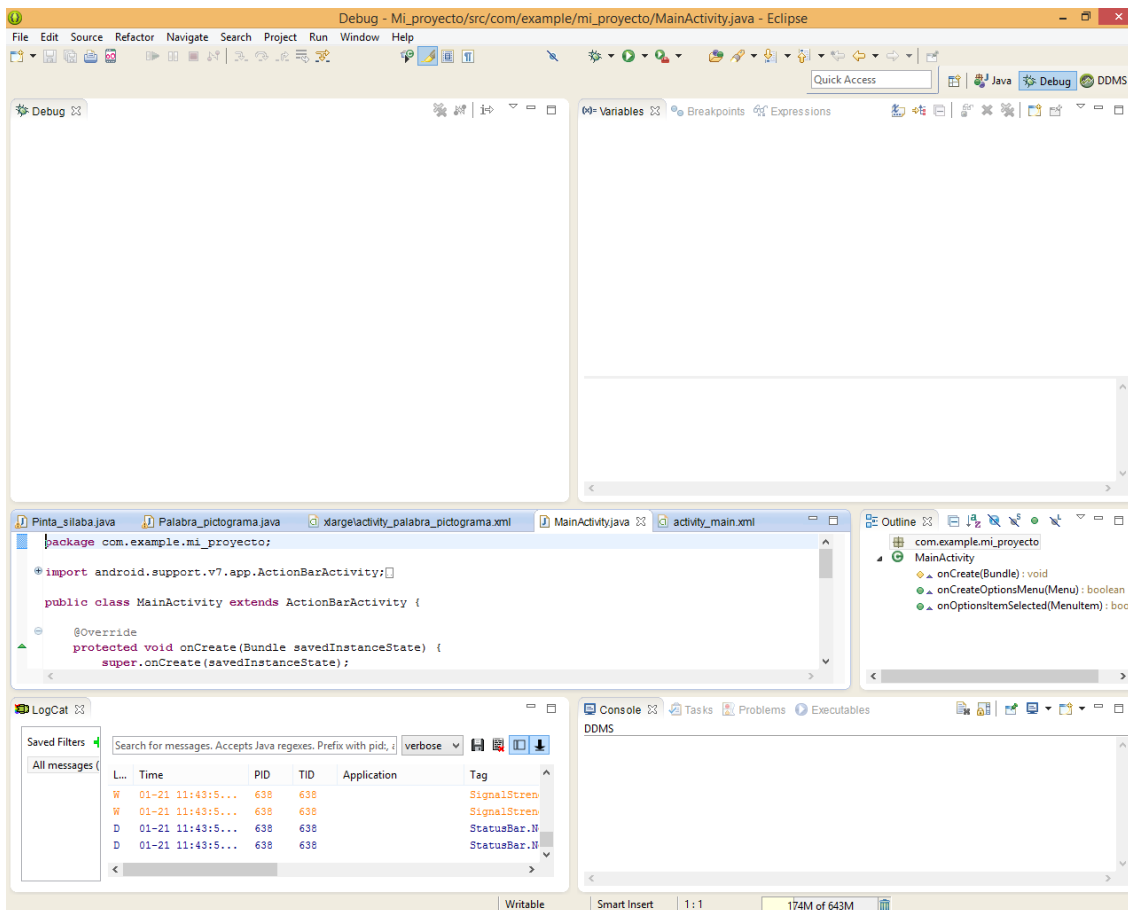 Debug - Mi_proyecto/src/com/example/mi_proyecto/MainActivity.java - Eclipse
File Edit Source Refactor Navigate Search Project Run Window Help
Quick Access
Java
Debug
DDMS
Debug
(x)= Variables
Breakpoints
Expressions
Pinta_silaba.java
Palabra_pictograma.java
xlarge\activity_palabra_pictograma.xml
MainActivity.java
activity_main.xml
package com.example.mi_proyecto;
import android.support.v7.app.ActionBarActivity;
public class MainActivity extends ActionBarActivity {
@Override
protected void onCreate(Bundle savedInstanceState) {
super.onCreate(savedInstanceState);
Outline
com.example.mi_proyecto
MainActivity
onCreate(Bundle) : void
onCreateOptionsMenu(Menu) : boolean
onOptionsItemSelected(MenuItem) : boo
LogCat
Saved Filters
All messages (
Search for messages. Accepts Java regexes. Prefix with pid:, a
verbose
L... Time PID TID Application Tag
W 01-21 11:43:5... 638 638 SignalStren
W 01-21 11:43:5... 638 638 SignalStren
D 01-21 11:43:5... 638 638 StatusBar.N
D 01-21 11:43:5... 638 638 StatusBar.N
Console
Tasks
Problems
Executables
DDMS
Writable
Smart Insert
1 : 1
174M of 643M